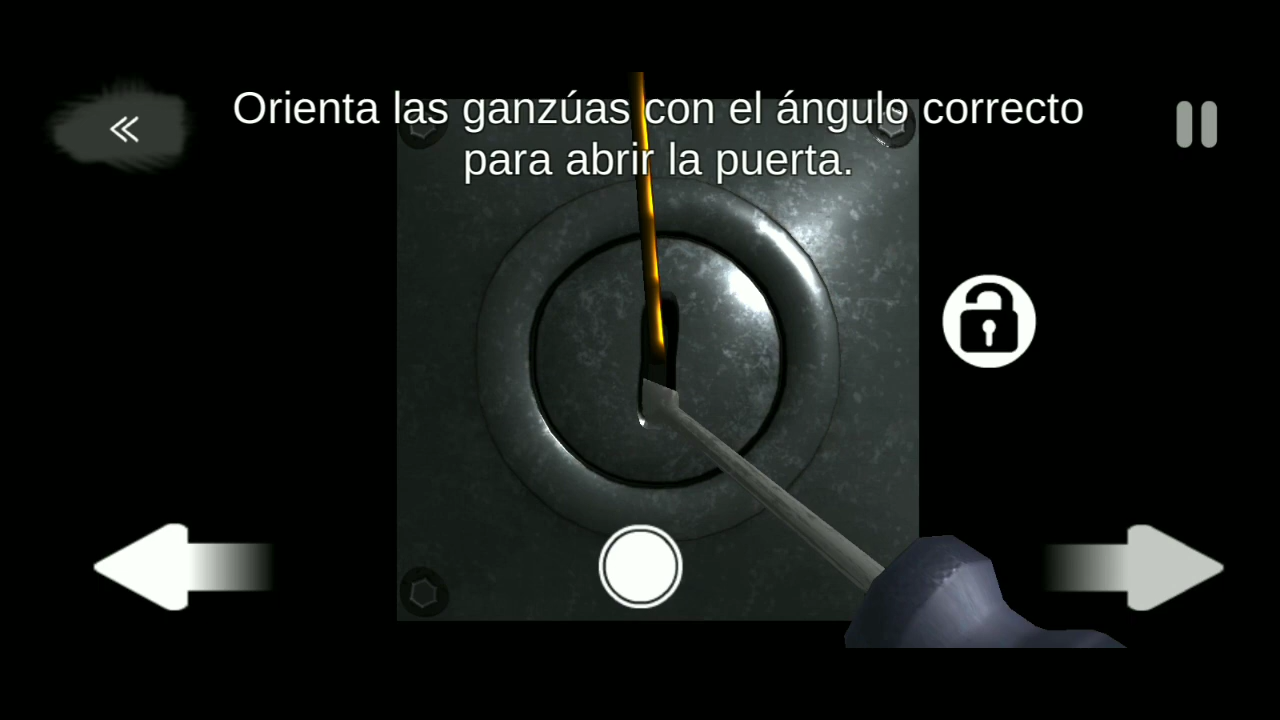 Orienta las ganzúas con el ángulo correcto
para abrir la puerta.